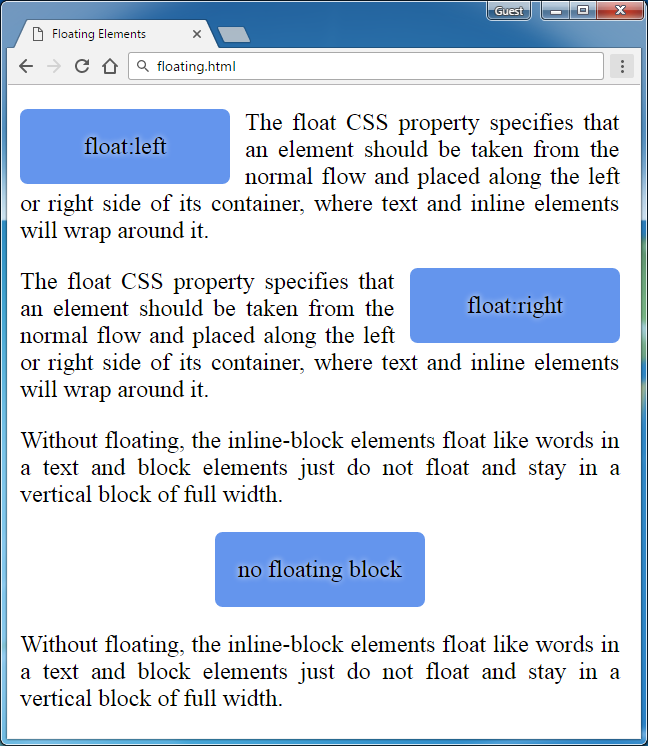 Guest
Floating Elements
floating.html
float:left
The float CSS property specifies that
an element should be taken from the
normal flow and placed along the left
or right side of its container, where text and inline elements
will wrap around it.
The float CSS property specifies that
an element should be taken from the
normal flow and placed along the left
or right side of its container, where text and inline elements
will wrap around it.
float:right
Without floating, the inline-block elements float like words in
a text and block elements just do not float and stay in a
vertical block of full width.
no floating block
Without floating, the inline-block elements float like words in
a text and block elements just do not float and stay in a
vertical block of full width.